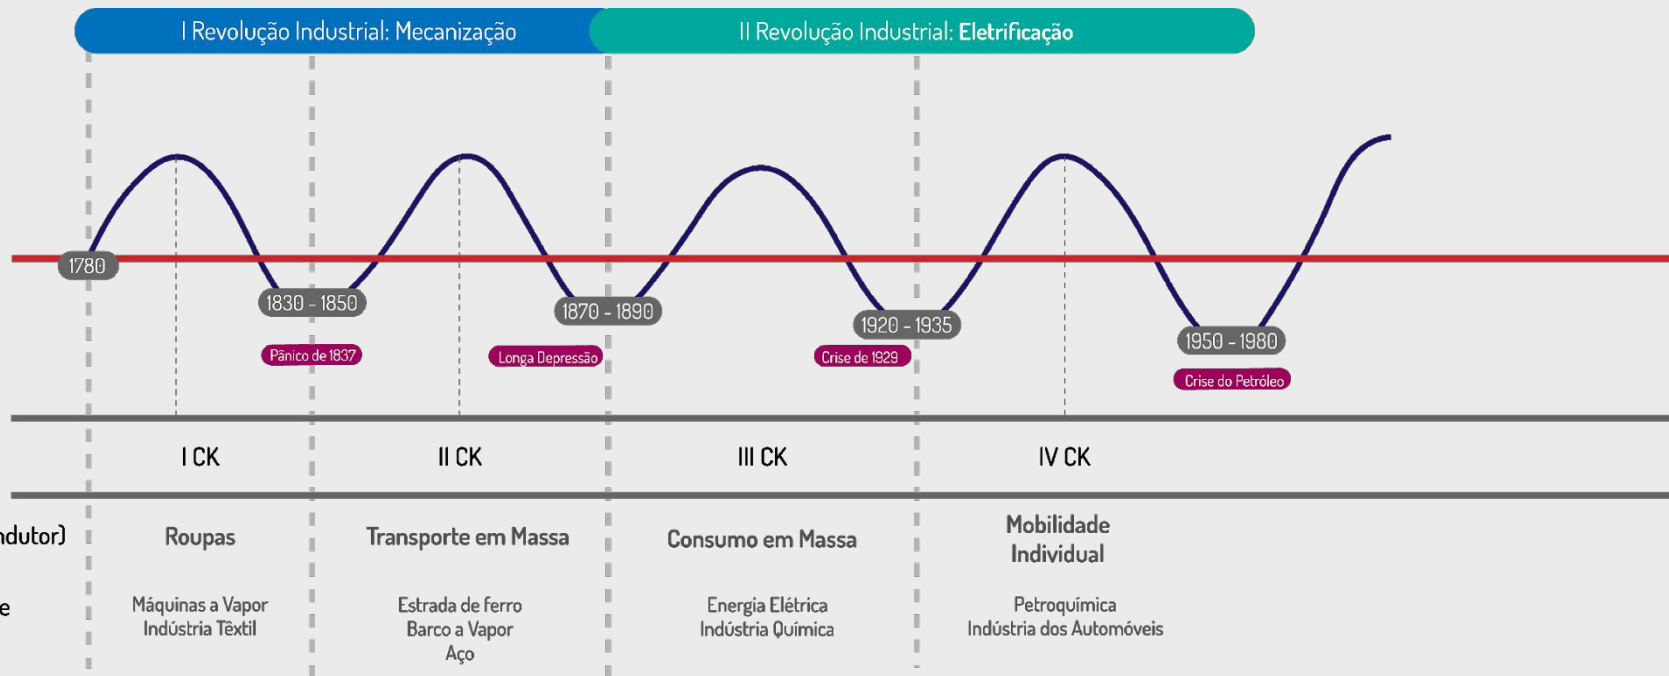 I Revolução Industrial: Mecanização
II Revolução Industrial: Eletrificação
1780
1830 - 1850
1870 - 1890
1920 - 1935
1950 - 1980
Pânico de 1837
Longa Depressão
Crise de 1929
Crise do Petróleo
I CK
II CK
III CK
IV CK
ndutor)
Roupas
Transporte em Massa
Consumo em Massa
Mobilidade
Individual
e
Máquinas a Vapor
Indústria Têxtil
Estrada de ferro
Barco a Vapor
Aço
Energia Elétrica
Indústria Química
Petroquímica
Indústria dos Automóveis